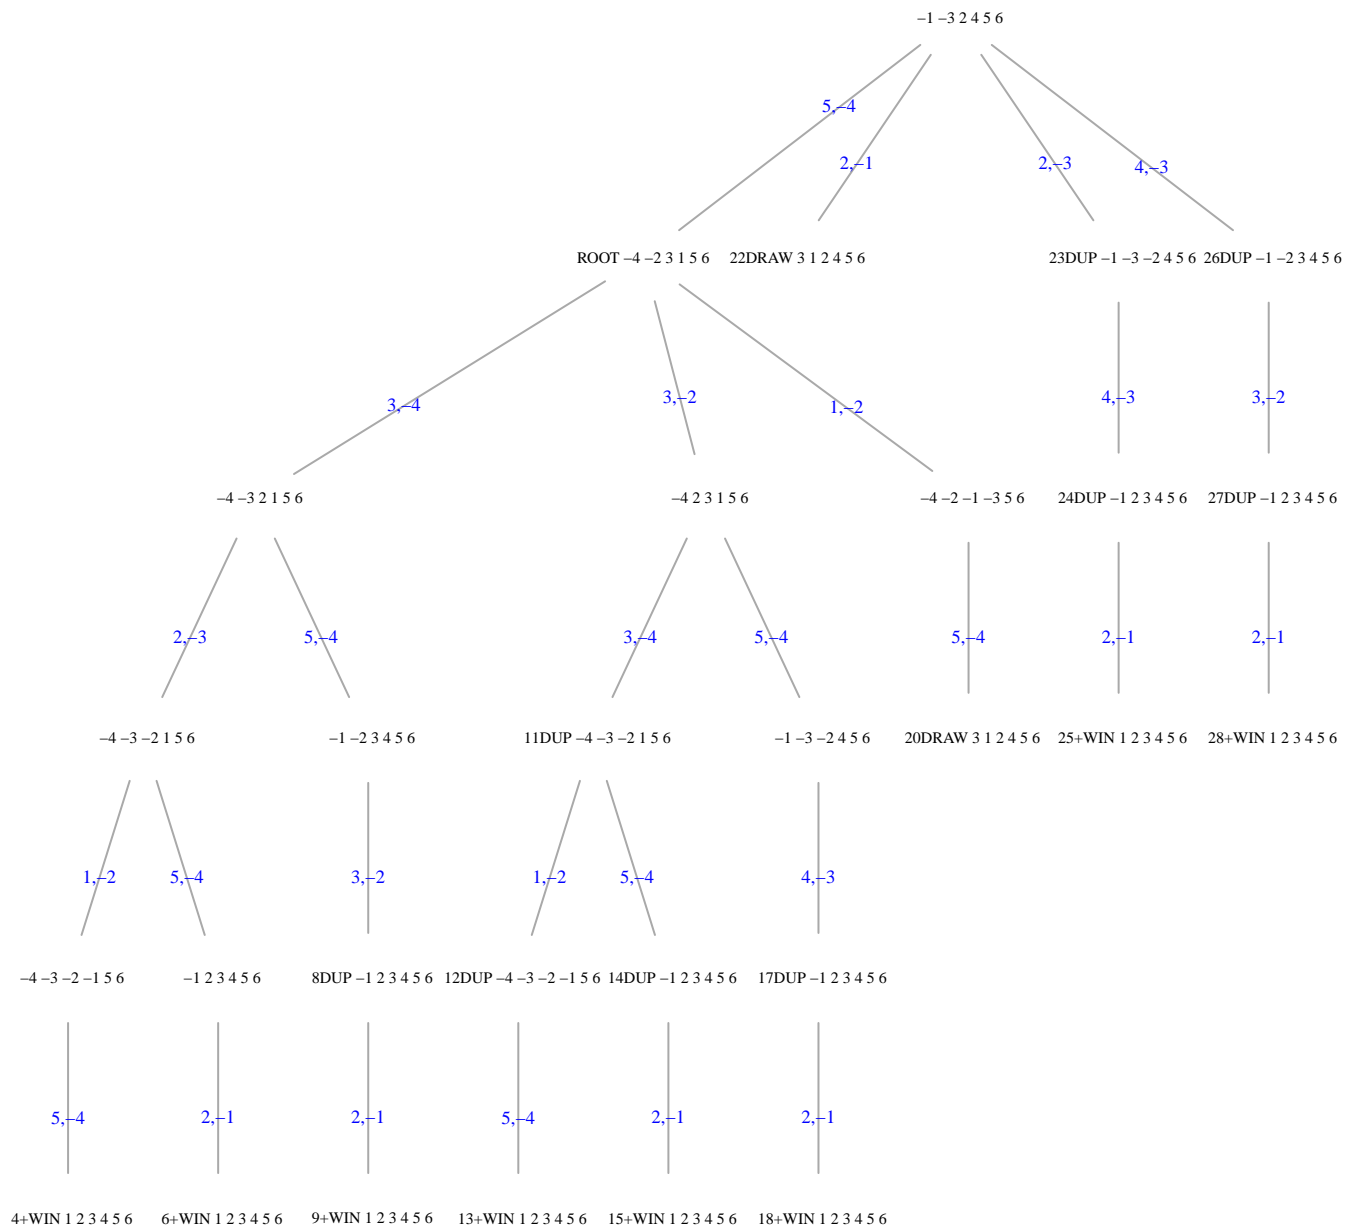 −1 −3 2 4 5 6
5,−4
2,−1
2,−3
4,−3
ROOT −4 −2 3 1 5 6
22DRAW 3 1 2 4 5 6
23DUP −1 −3 −2 4 5 6
26DUP −1 −2 3 4 5 6
3,−4
3,−2
1,−2
4,−3
3,−2
−4 −3 2 1 5 6
−4 2 3 1 5 6
−4 −2 −1 −3 5 6
24DUP −1 2 3 4 5 6
27DUP −1 2 3 4 5 6
2,−3
5,−4
3,−4
5,−4
5,−4
2,−1
2,−1
−4 −3 −2 1 5 6
−1 −2 3 4 5 6
11DUP −4 −3 −2 1 5 6
−1 −3 −2 4 5 6
20DRAW 3 1 2 4 5 6
25+WIN 1 2 3 4 5 6
28+WIN 1 2 3 4 5 6
1,−2
5,−4
3,−2
1,−2
5,−4
4,−3
−4 −3 −2 −1 5 6
−1 2 3 4 5 6
8DUP −1 2 3 4 5 6
12DUP −4 −3 −2 −1 5 6
14DUP −1 2 3 4 5 6
17DUP −1 2 3 4 5 6
5,−4
2,−1
2,−1
5,−4
2,−1
2,−1
4+WIN 1 2 3 4 5 6
6+WIN 1 2 3 4 5 6
9+WIN 1 2 3 4 5 6
13+WIN 1 2 3 4 5 6
15+WIN 1 2 3 4 5 6
18+WIN 1 2 3 4 5 6